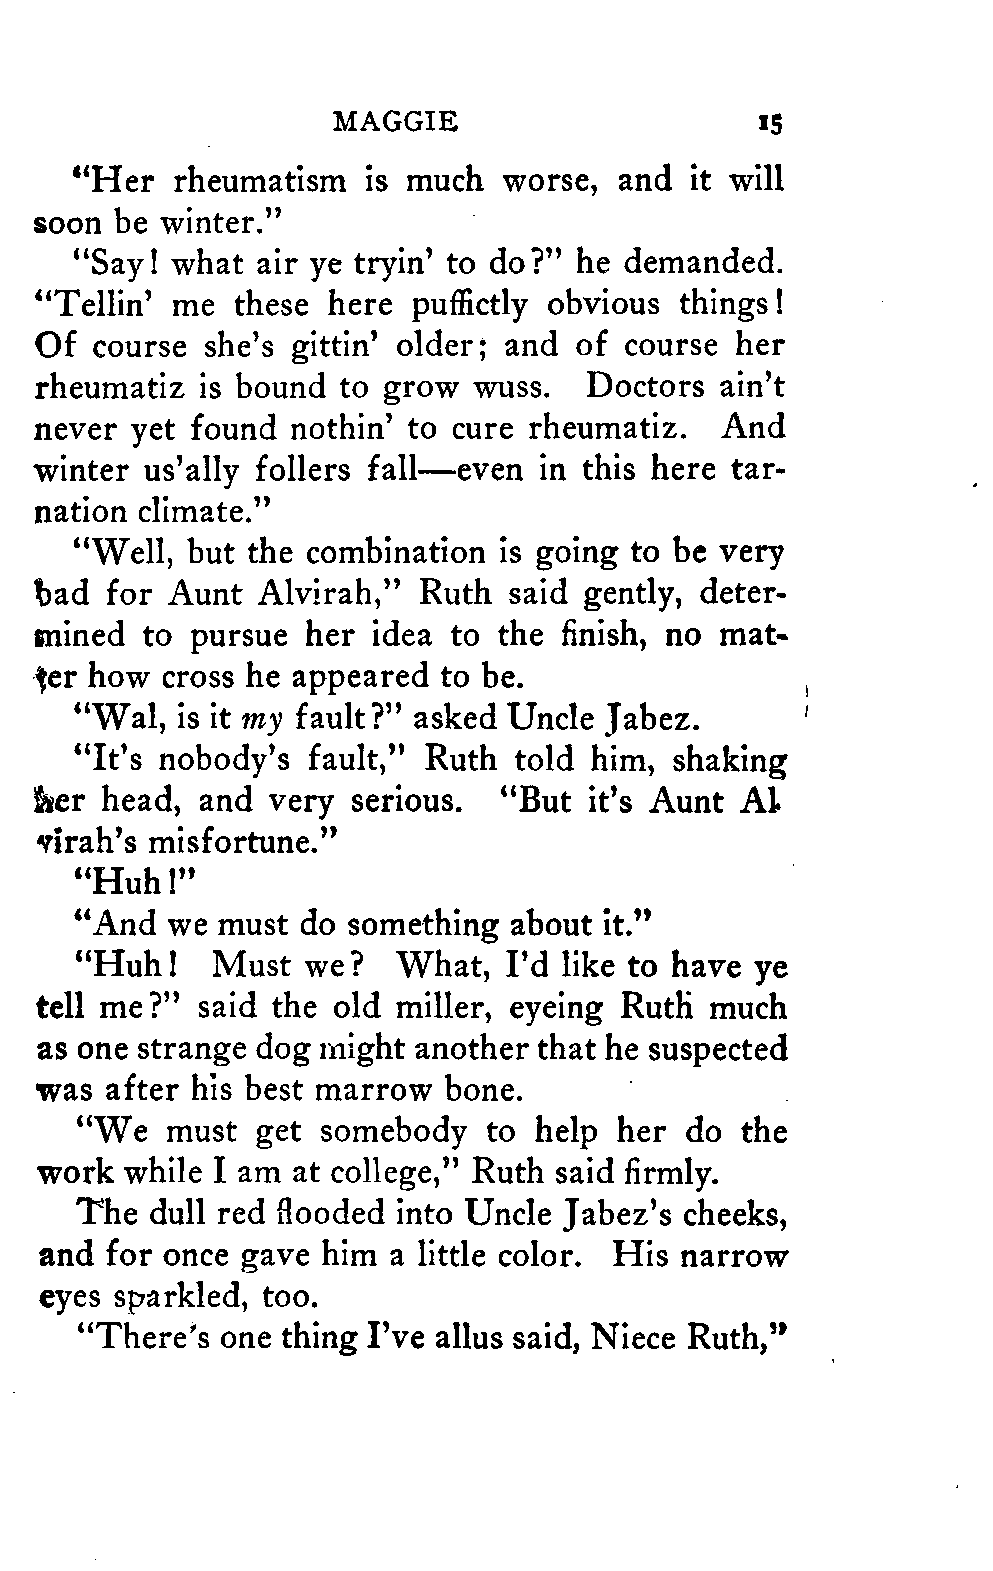 MAGGIE 15
“Her rheumatism is much worse, and it will
soon be winter.”
“Say! what air ye tryin’ to do?” he demanded.
“Tellin’ me these here puffictly obvious things!
Of course she’s gittin’ older; and of course her
rheumatiz is bound to grow wuss. Doctors ain’t
never yet found nothin’ to cure rheumatiz. And
winter us’ally follers fall—even in this here tar-
nation climate.”
“Well, but the combination is going to be very
bad for Aunt Alvirah,” Ruth said gently, deter-
mined to pursue her idea to the finish, no mat-
ter how cross he appeared to be.
“Wal, is it my fault?” asked Uncle Jabez.
“It’s nobody’s fault,” Ruth told him, shaking
her head, and very serious. “But it’s Aunt Al-
virah’s misfortune.”
“Huh!”
“And we must do something about it.”
“Huh! Must we? What, I’d like to have ye
tell me?” said the old miller, eyeing Ruth much
as one strange dog might another that he suspected
was after his best marrow bone.
“We must get somebody to help her do the
work while I am at college,” Ruth said firmly.
The dull red flooded into Uncle Jabez’s cheeks,
and for once gave him a little color. His narrow
eyes sparkled, too.
“There’s one thing I’ve allus said, Niece Ruth,”